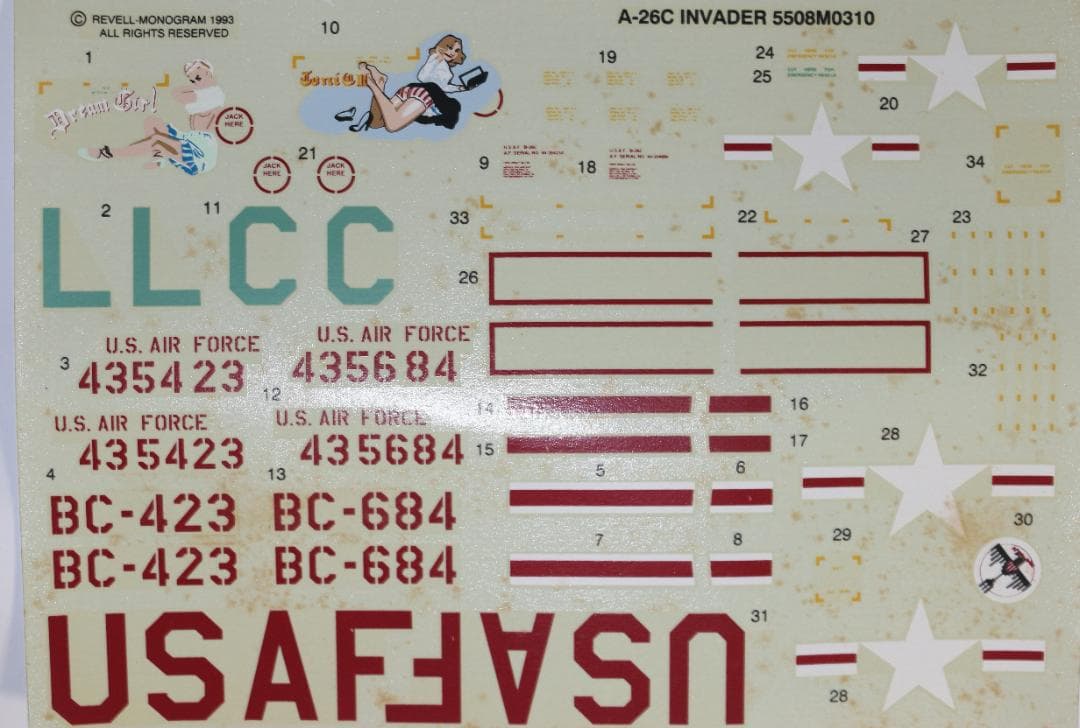 © REVELL-MONOGRAM 1993
ALL RIGHTS RESERVED
A-26C INVADER 5508M0310
1
10
19
24
25
20
Dream Girl
JACK
HERE
21
JACK
HERE
JACK
HERE
9
18
34
2
11
33
22
23
27
26
L L C C
3
U.S. AIR FORCE
435423
12
U.S. AIR FORCE
435684
32
14
16
U.S. AIR FORCE
435423
U.S. AIR FORCE
435684
15
17
28
4
13
5
6
BC-423
BC-684
7
8
29
30
BC-423
BC-684
31
USAF
USAF
28